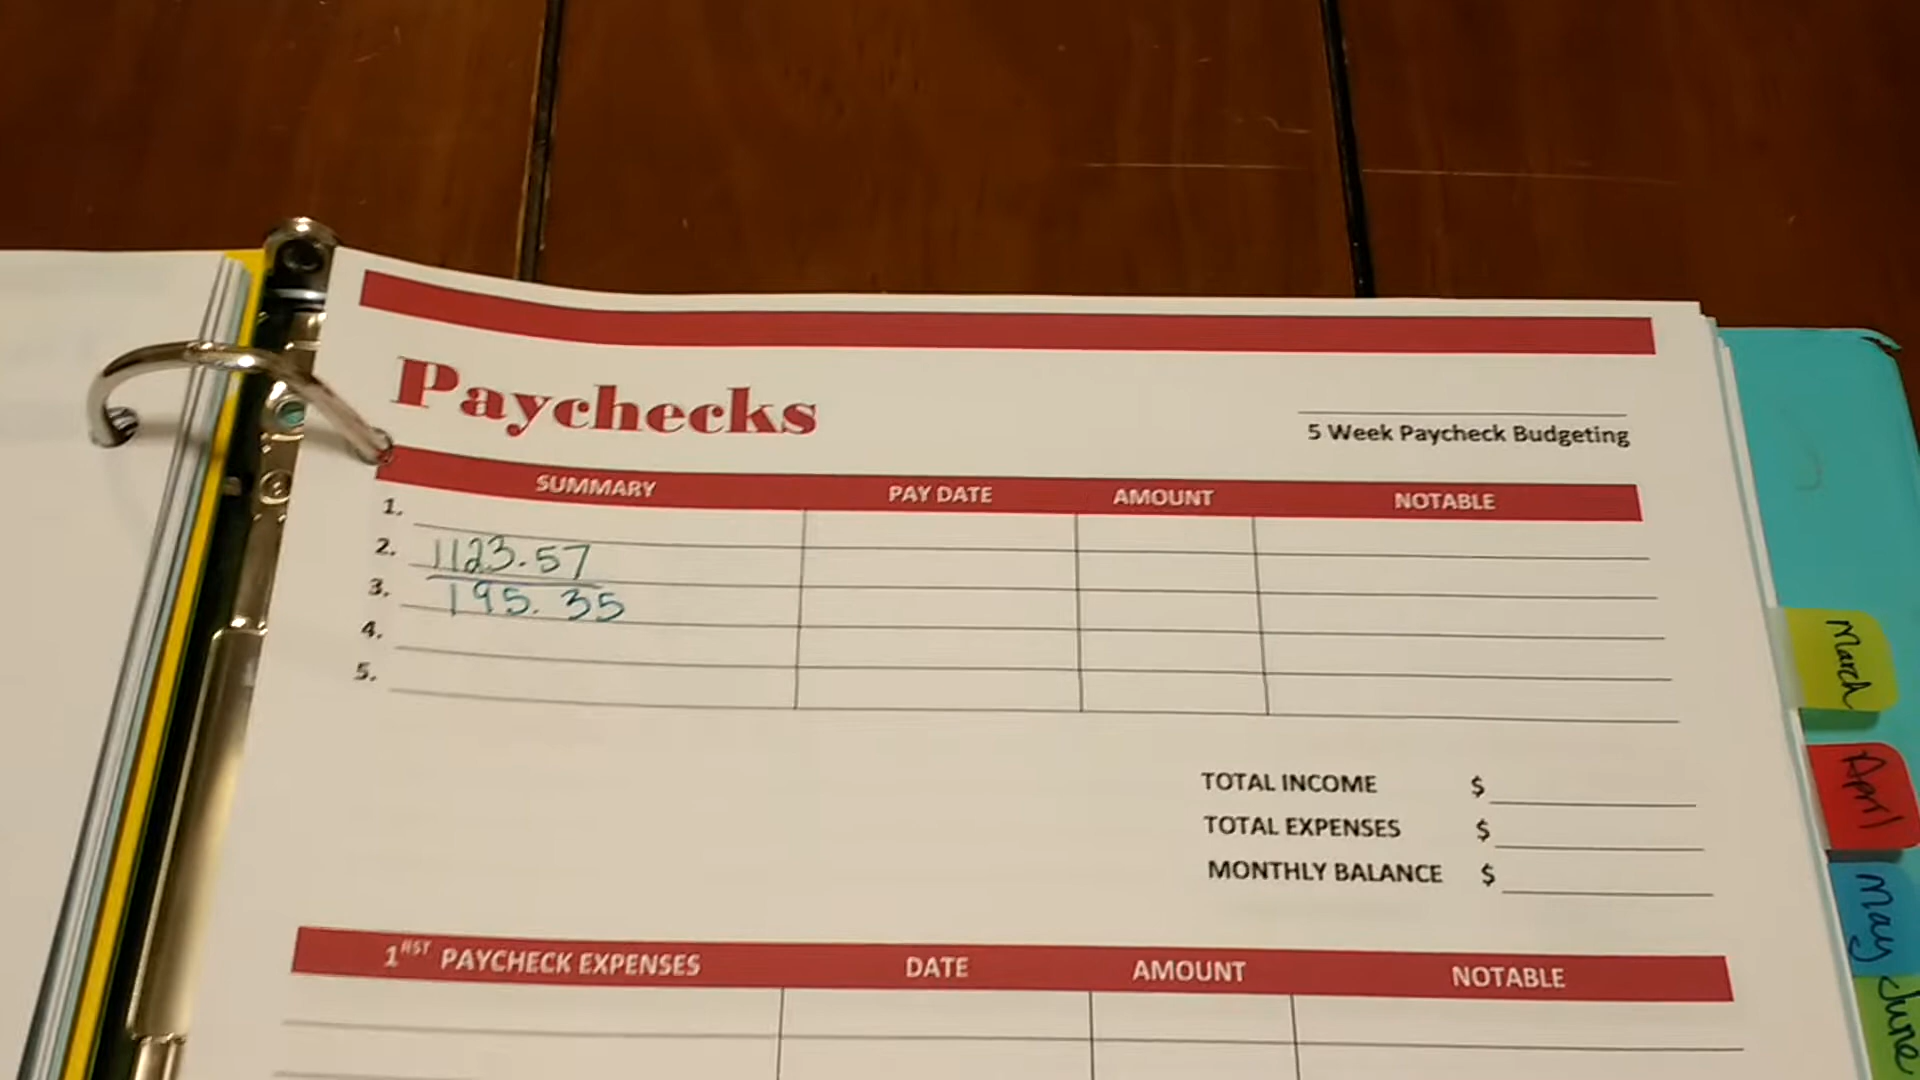 Paychecks
5 Week Paycheck Budgeting
SUMMARY PAY DATE AMOUNT NOTABLE
1.
2. 1123.57
3. 195.35
4.
5.
TOTAL INCOME $
TOTAL EXPENSES $
MONTHLY BALANCE $
1RST PAYCHECK EXPENSES DATE AMOUNT NOTABLE
March
April
May
June